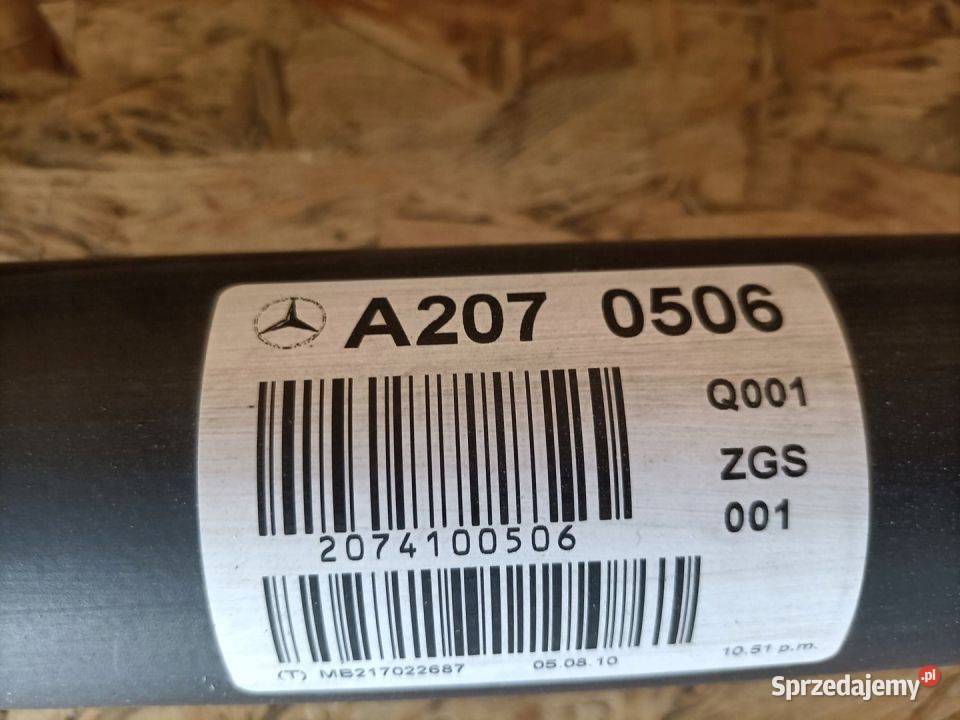 A207 0506
Q001
ZGS
001
2074100506
(T) MB217022687 05.08.10 10.51 p.m.
Sprzedajemy.pl